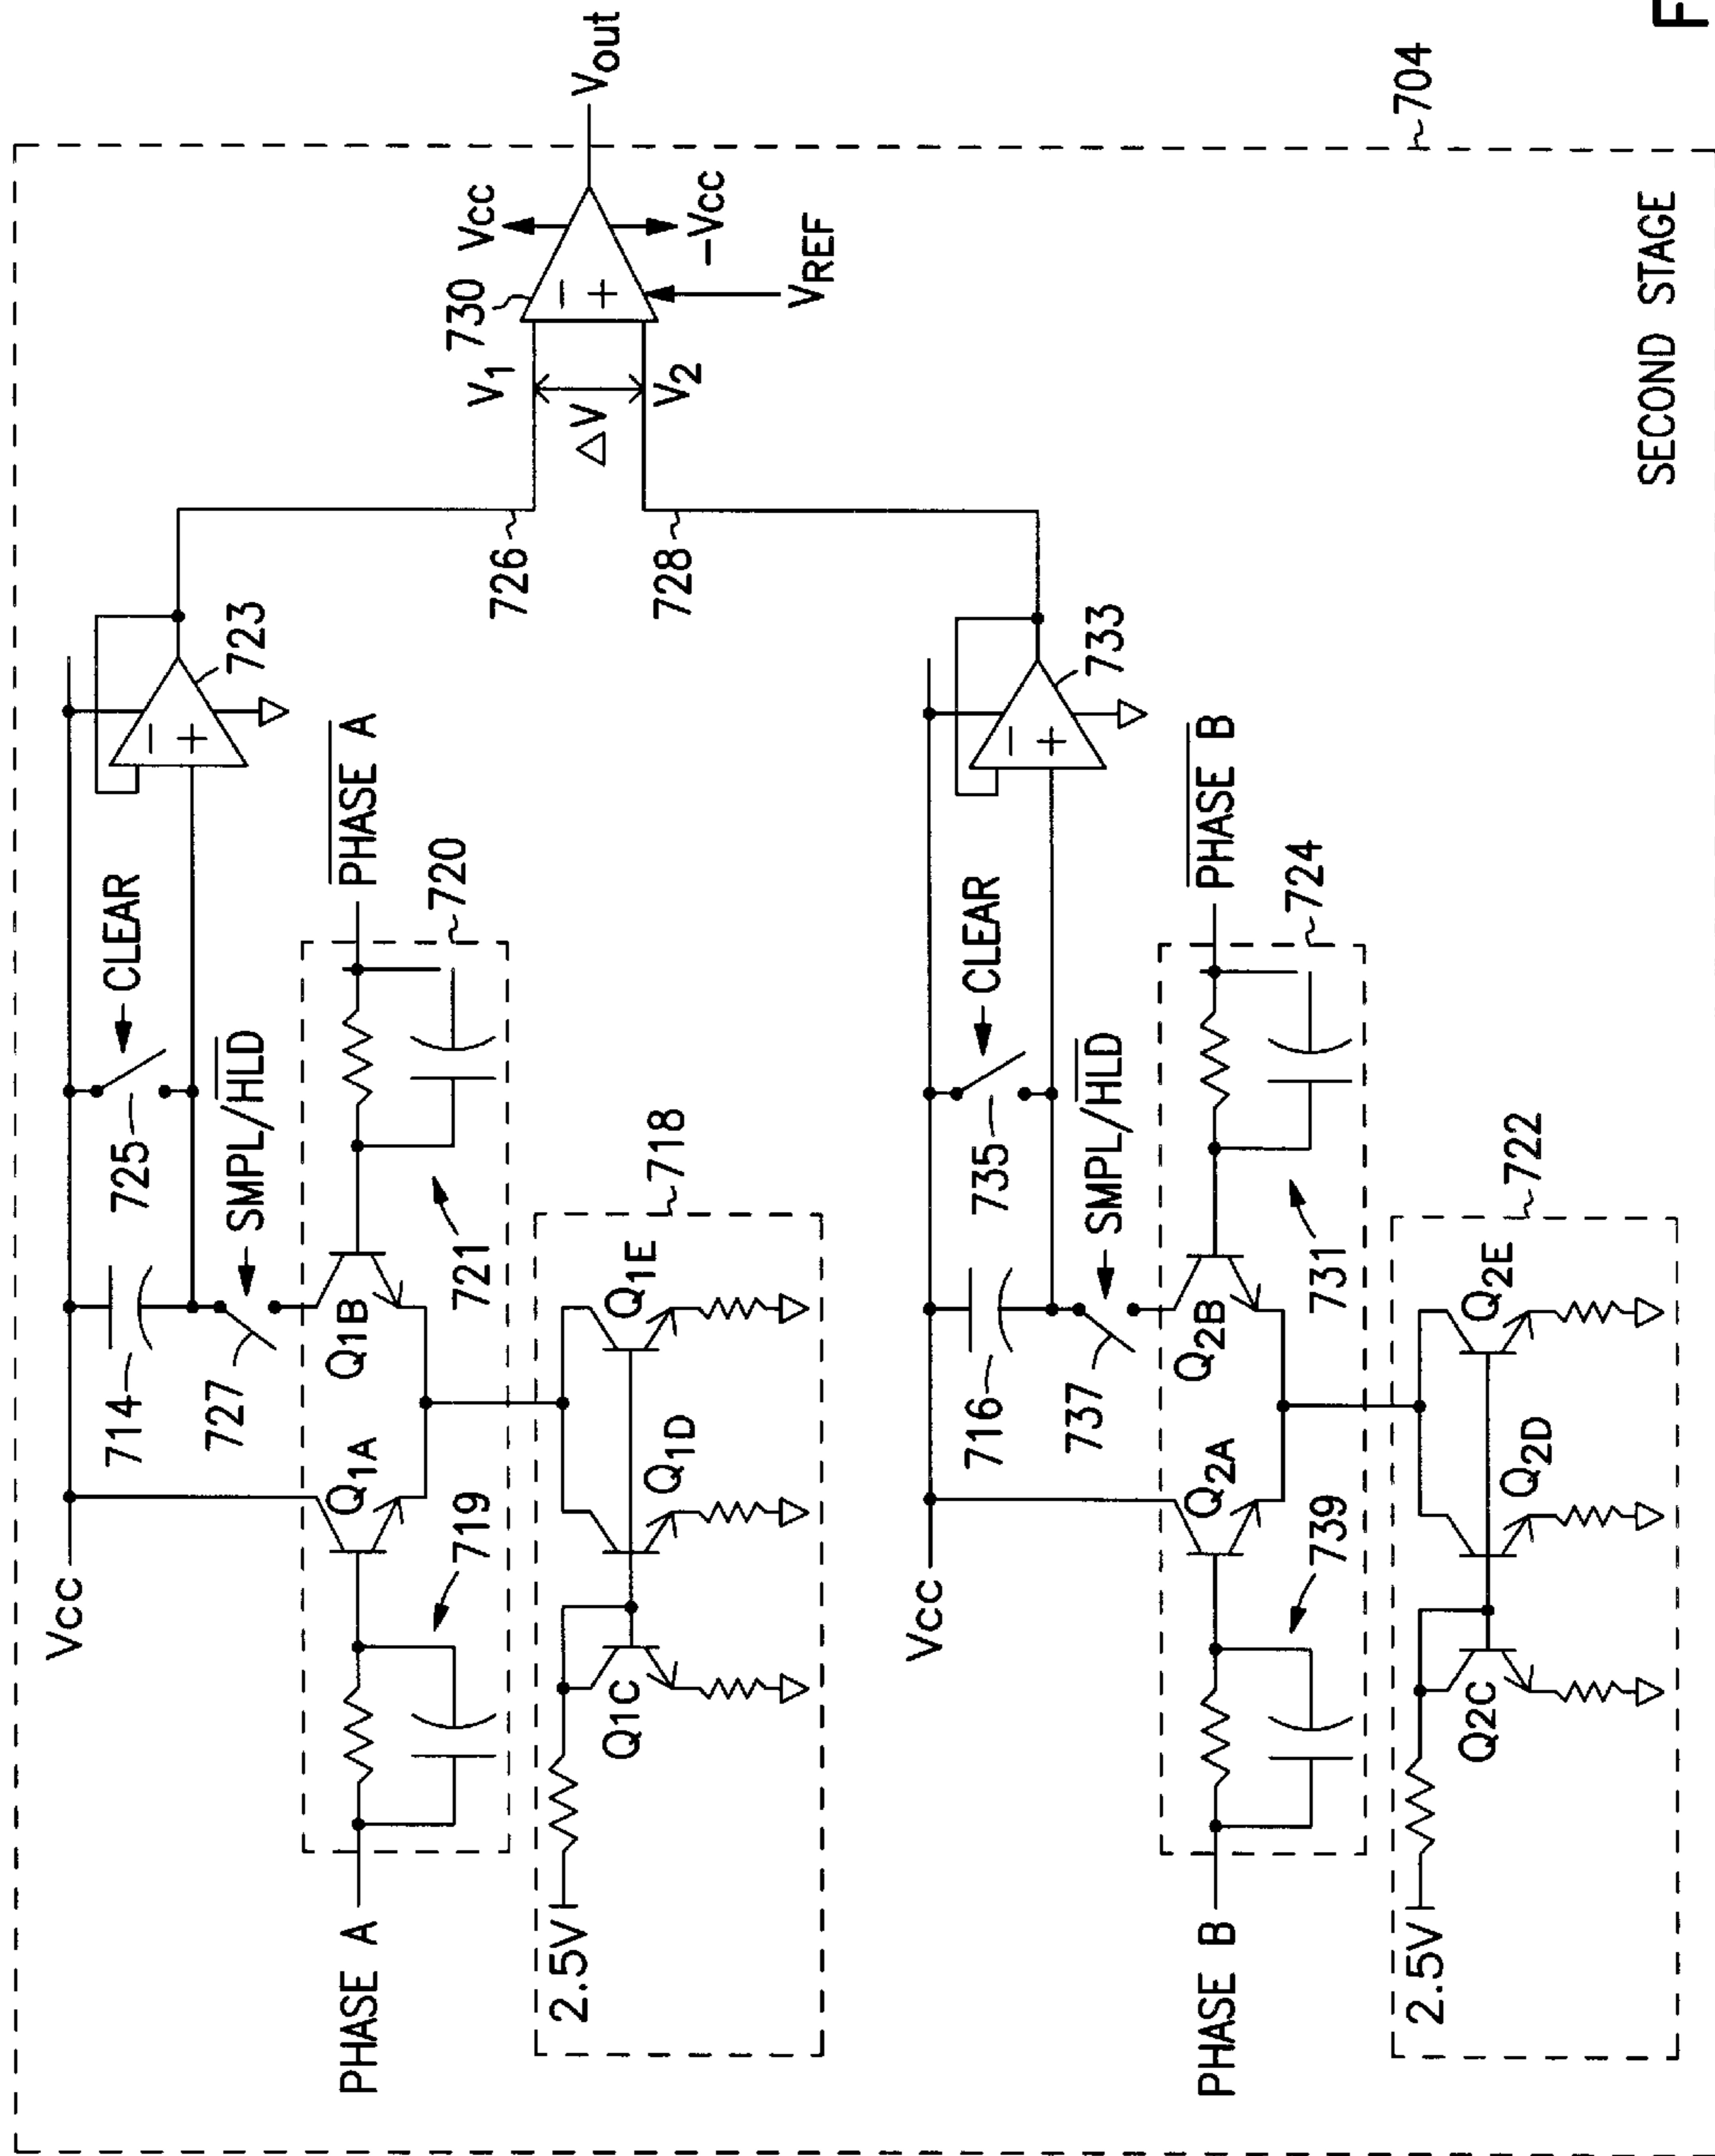 Vcc
714
725
CLEAR
723
727
SMPL/HLD
Q1A
Q1B
719
721
720
PHASE A
PHASE A
2.5V
Q1C
Q1D
Q1E
718
726
728
V1
ΔV
V2
730
Vcc
-Vcc
VREF
Vout
Vcc
716
735
CLEAR
733
737
SMPL/HLD
Q2A
Q2B
739
731
724
PHASE B
PHASE B
2.5V
Q2C
Q2D
Q2E
722
SECOND STAGE
704
F